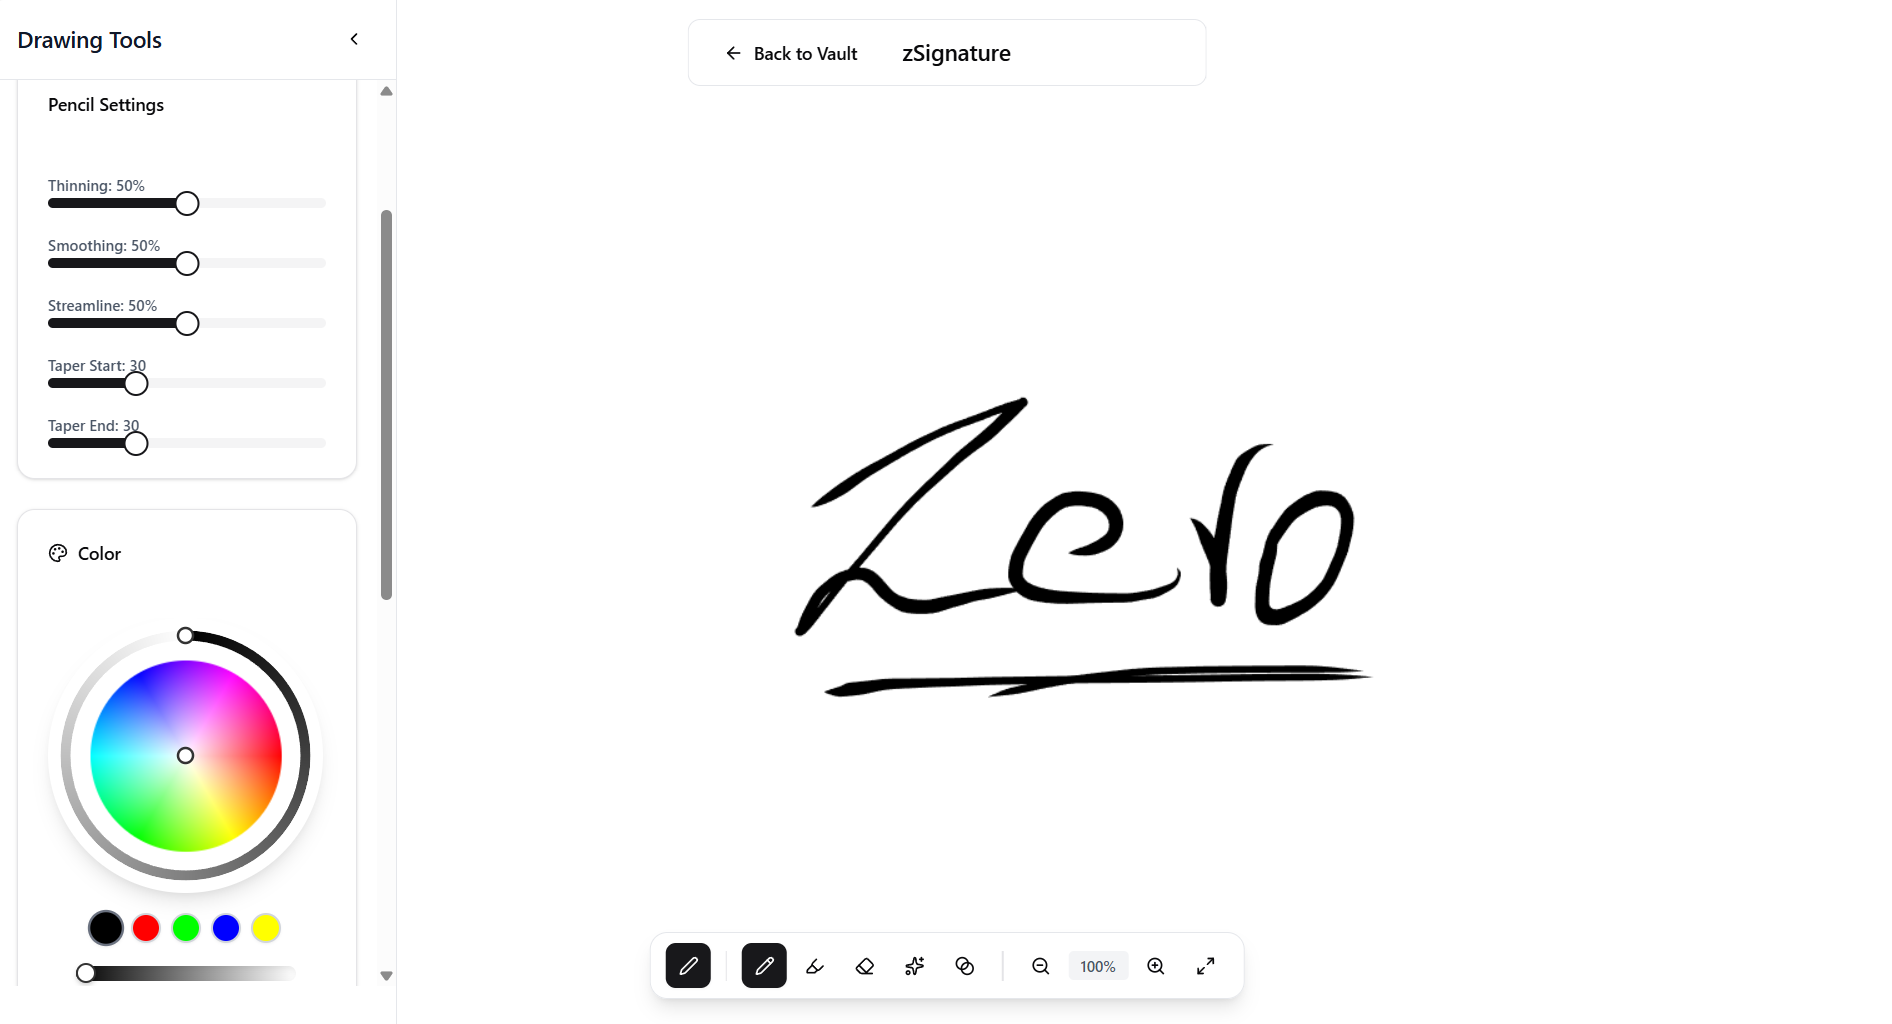 Drawing Tools
Back to Vault
zSignature
Pencil Settings
Thinning: 50%
Smoothing: 50%
Streamline: 50%
Taper Start: 30
Taper End: 30
Color
Zero
100%